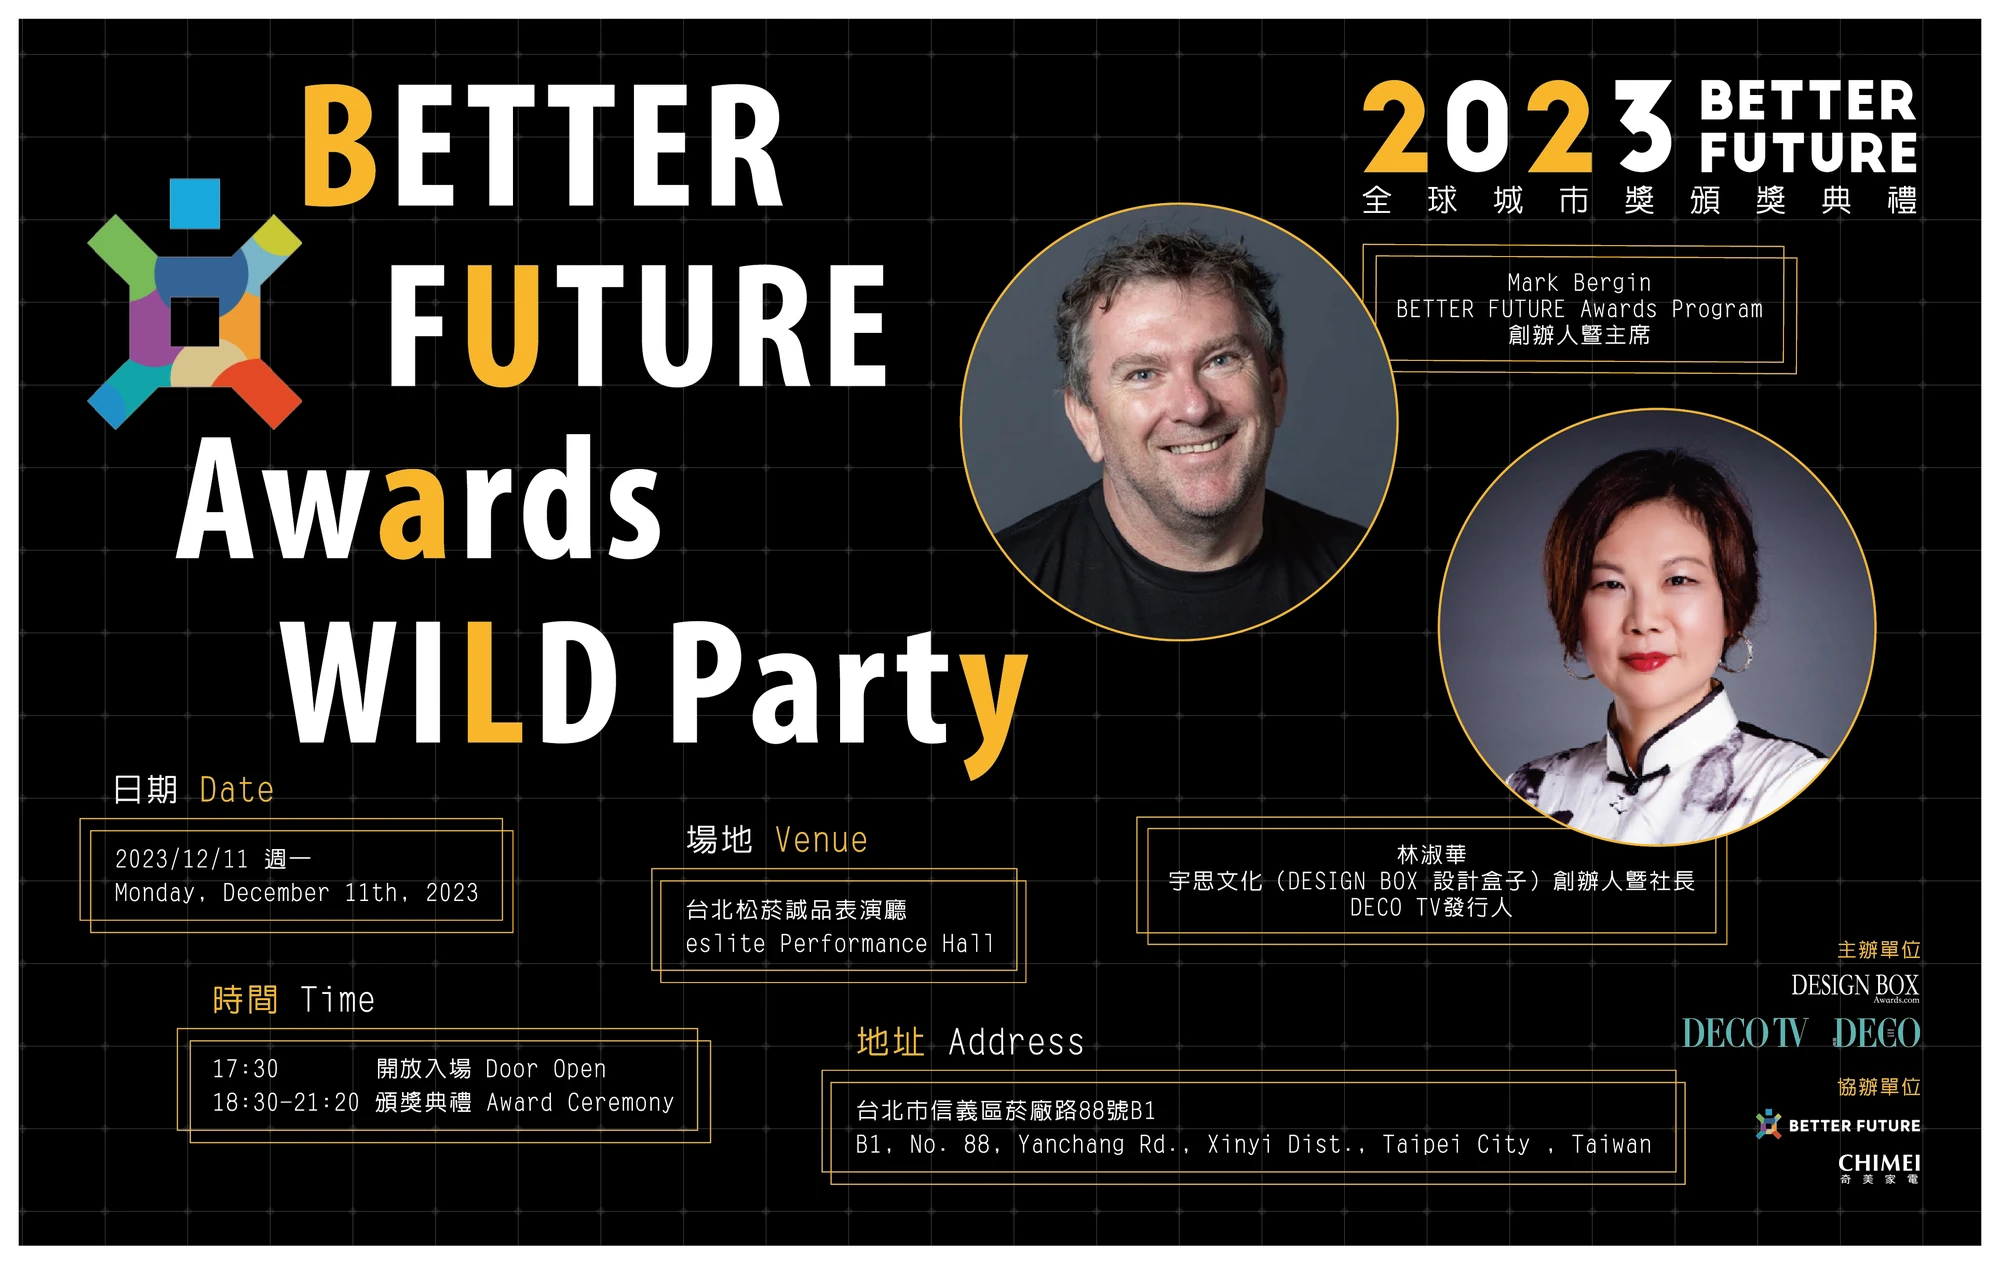 BETTER
FUTURE
Awards
WILD Party
2023 BETTER FUTURE
全球城市獎頒獎典禮
Mark Bergin
BETTER FUTURE Awards Program
創辦人暨主席
林淑華
宇思文化（DESIGN BOX 設計盒子）創辦人暨社長
DECO TV發行人
日期 Date
2023/12/11 週一
Monday, December 11th, 2023
場地 Venue
台北松菸誠品表演廳
eslite Performance Hall
時間 Time
17:30 開放入場 Door Open
18:30-21:20 頒獎典禮 Award Ceremony
地址 Address
台北市信義區菸廠路88號B1
B1, No. 88, Yanchang Rd., Xinyi Dist., Taipei City , Taiwan
主辦單位
DESIGN BOX
Awards.com
DECO TV DECO
協辦單位
BETTER FUTURE
CHIMEI
奇美家電